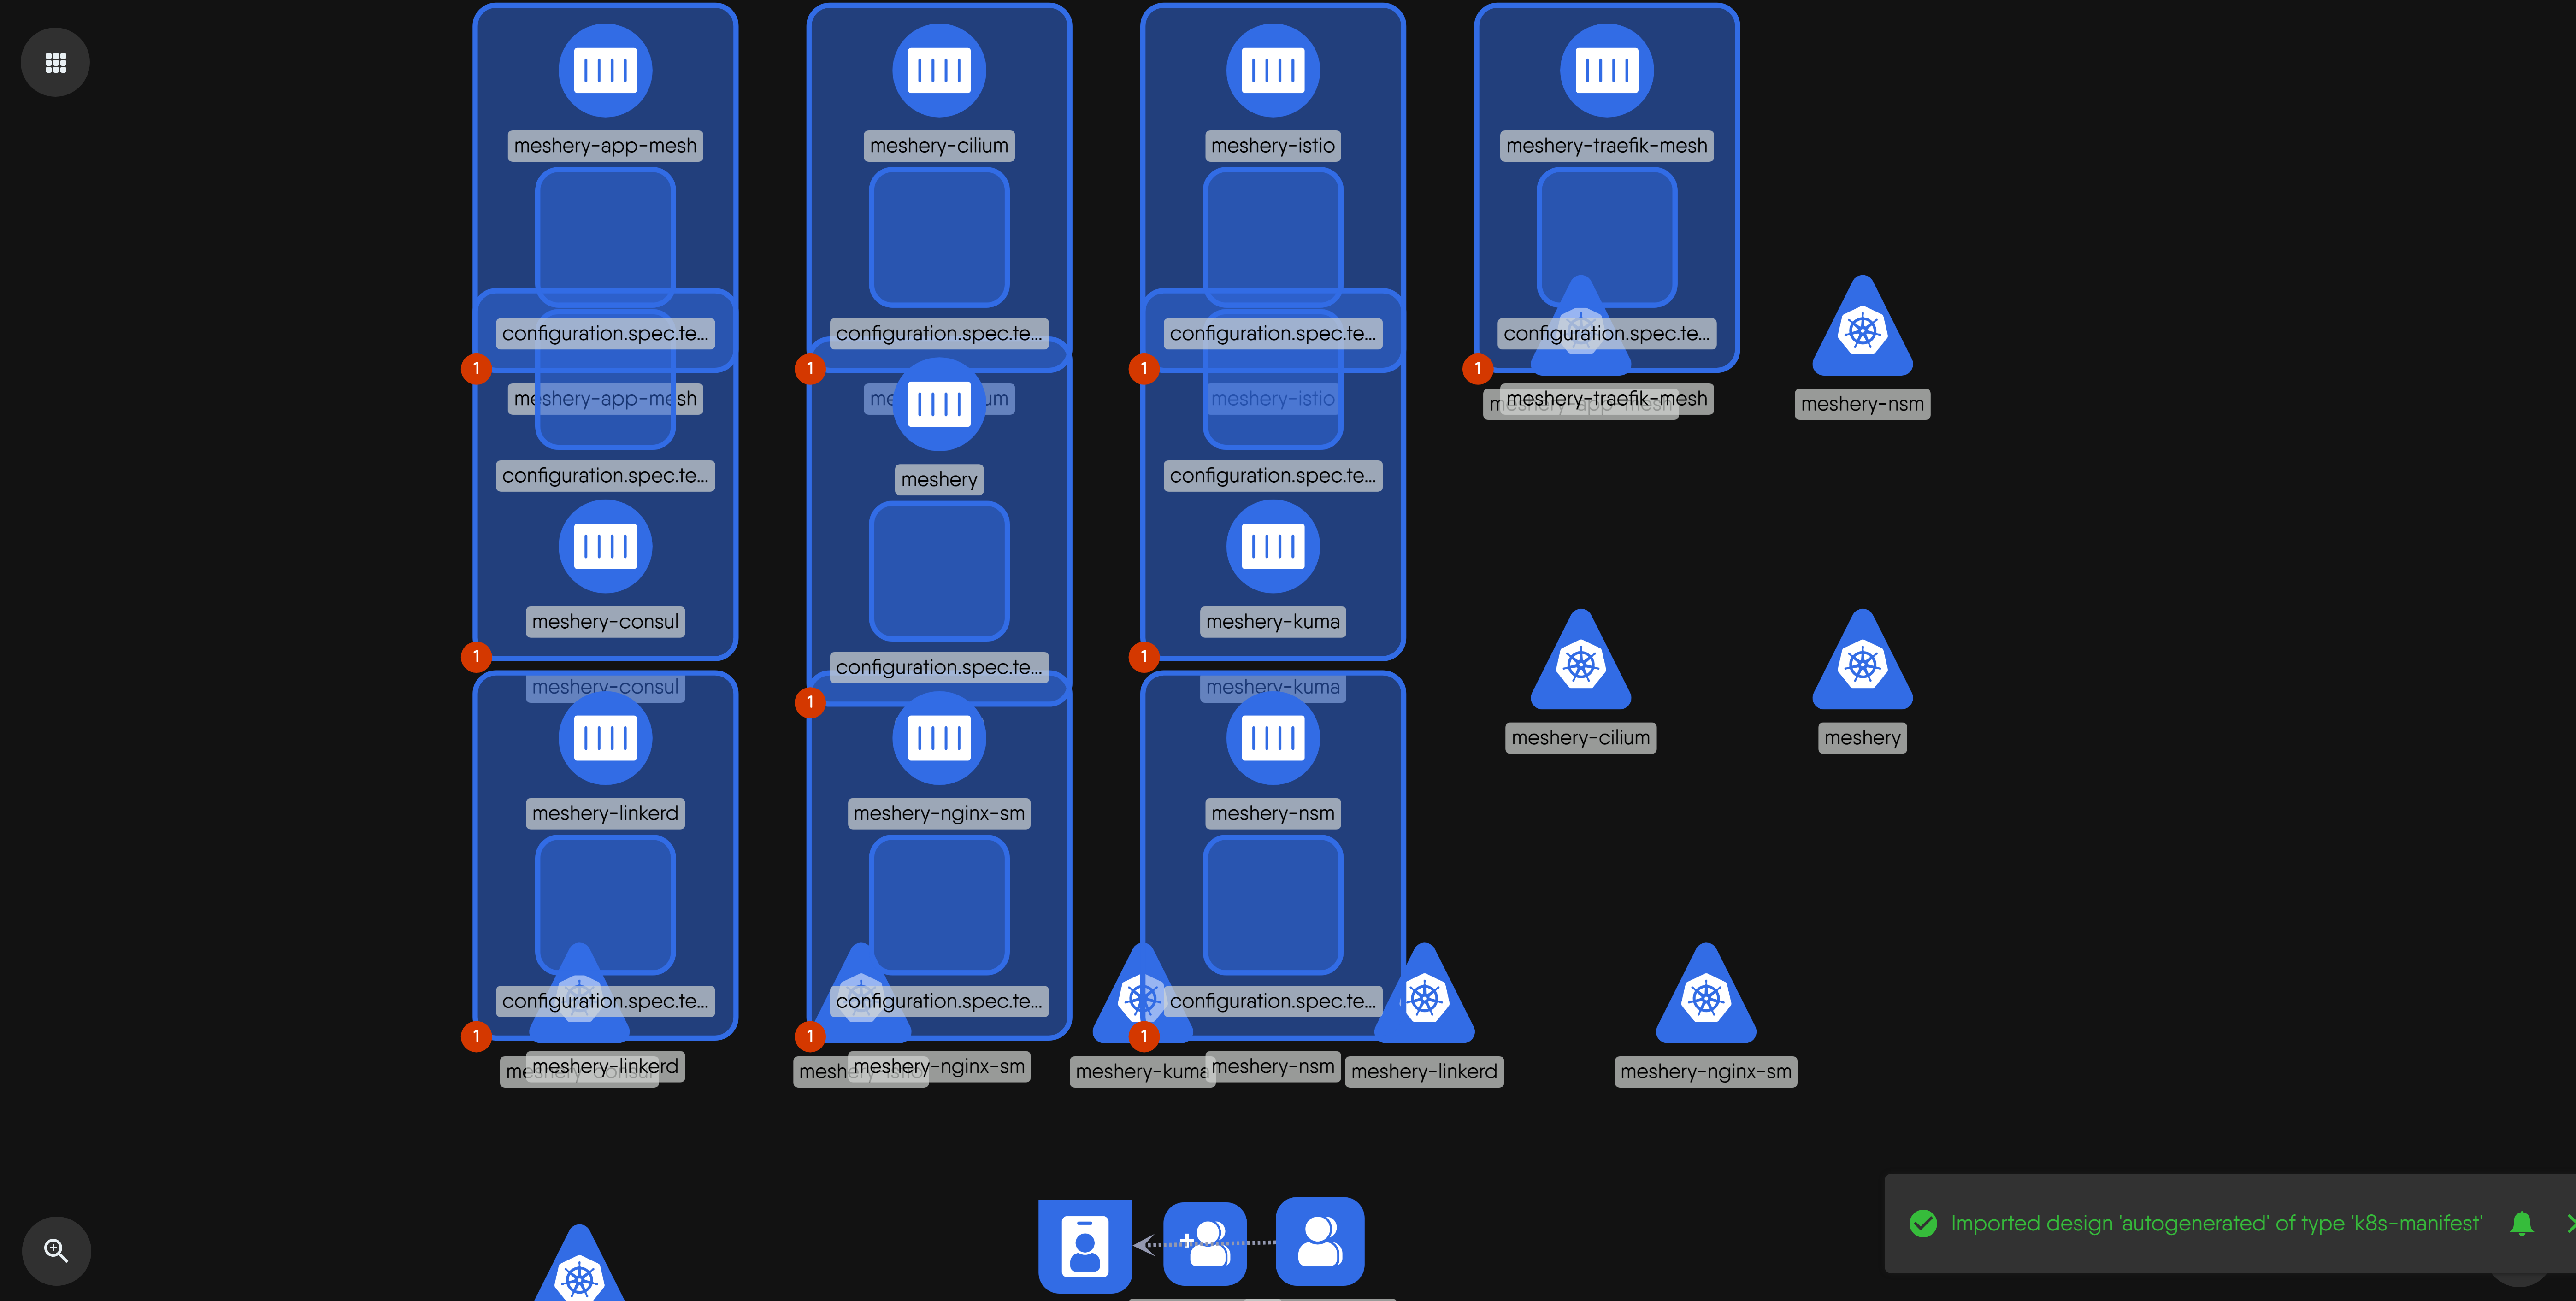 meshery-app-mesh
meshery-cilium
meshery-istio
meshery-traefik-mesh
configuration.spec.te...
configuration.spec.te...
configuration.spec.te...
configuration.spec.te...
1
1
1
1
meshery-app-mesh
meshery-istio
meshery-traefik-mesh
meshery-nsm
meshery
configuration.spec.te...
configuration.spec.te...
meshery-consul
meshery-kuma
configuration.spec.te...
1
1
meshery-consul
meshery-kuma
1
meshery-cilium
meshery
meshery-linkerd
meshery-nginx-sm
meshery-nsm
configuration.spec.te...
configuration.spec.te...
configuration.spec.te...
1
1
1
meshery-linkerd
meshery-nginx-sm
meshery-kuma
meshery-nsm
meshery-linkerd
meshery-nginx-sm
Imported design 'autogenerated' of type 'k8s-manifest'